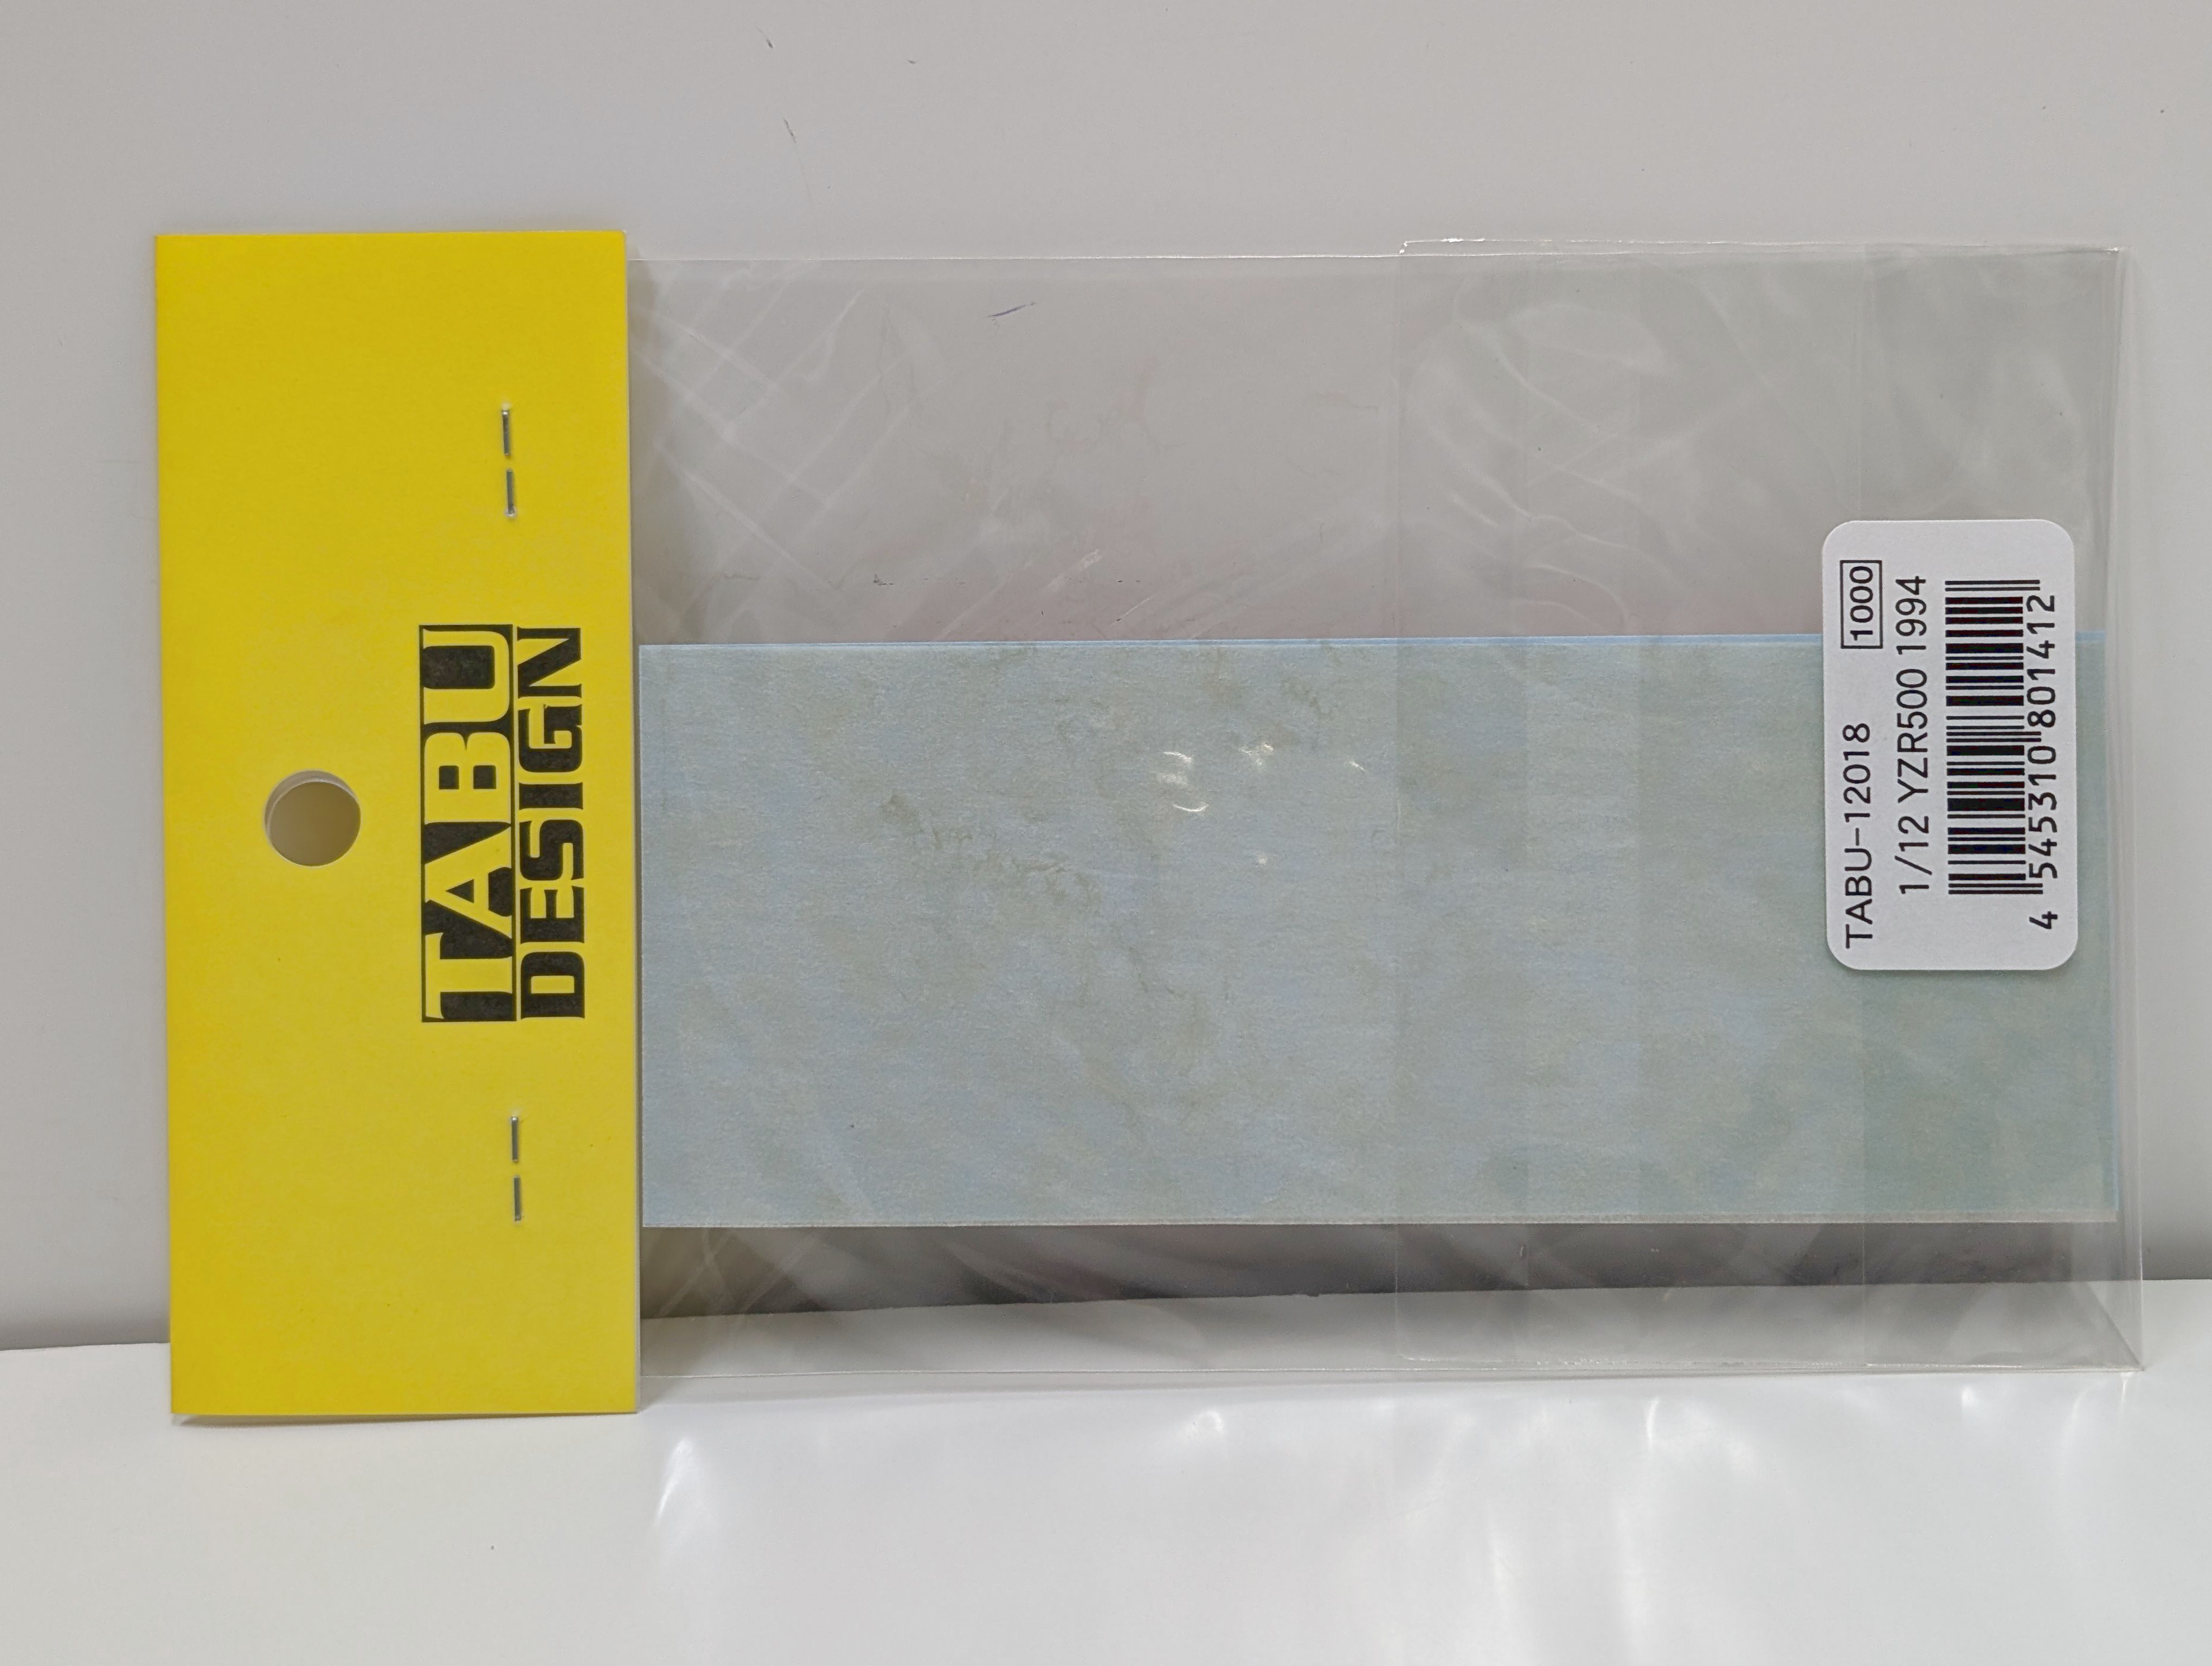 TABU
DESIGN
TABU-12018 1000
1/12 YZR500 1994
4 545310 801412